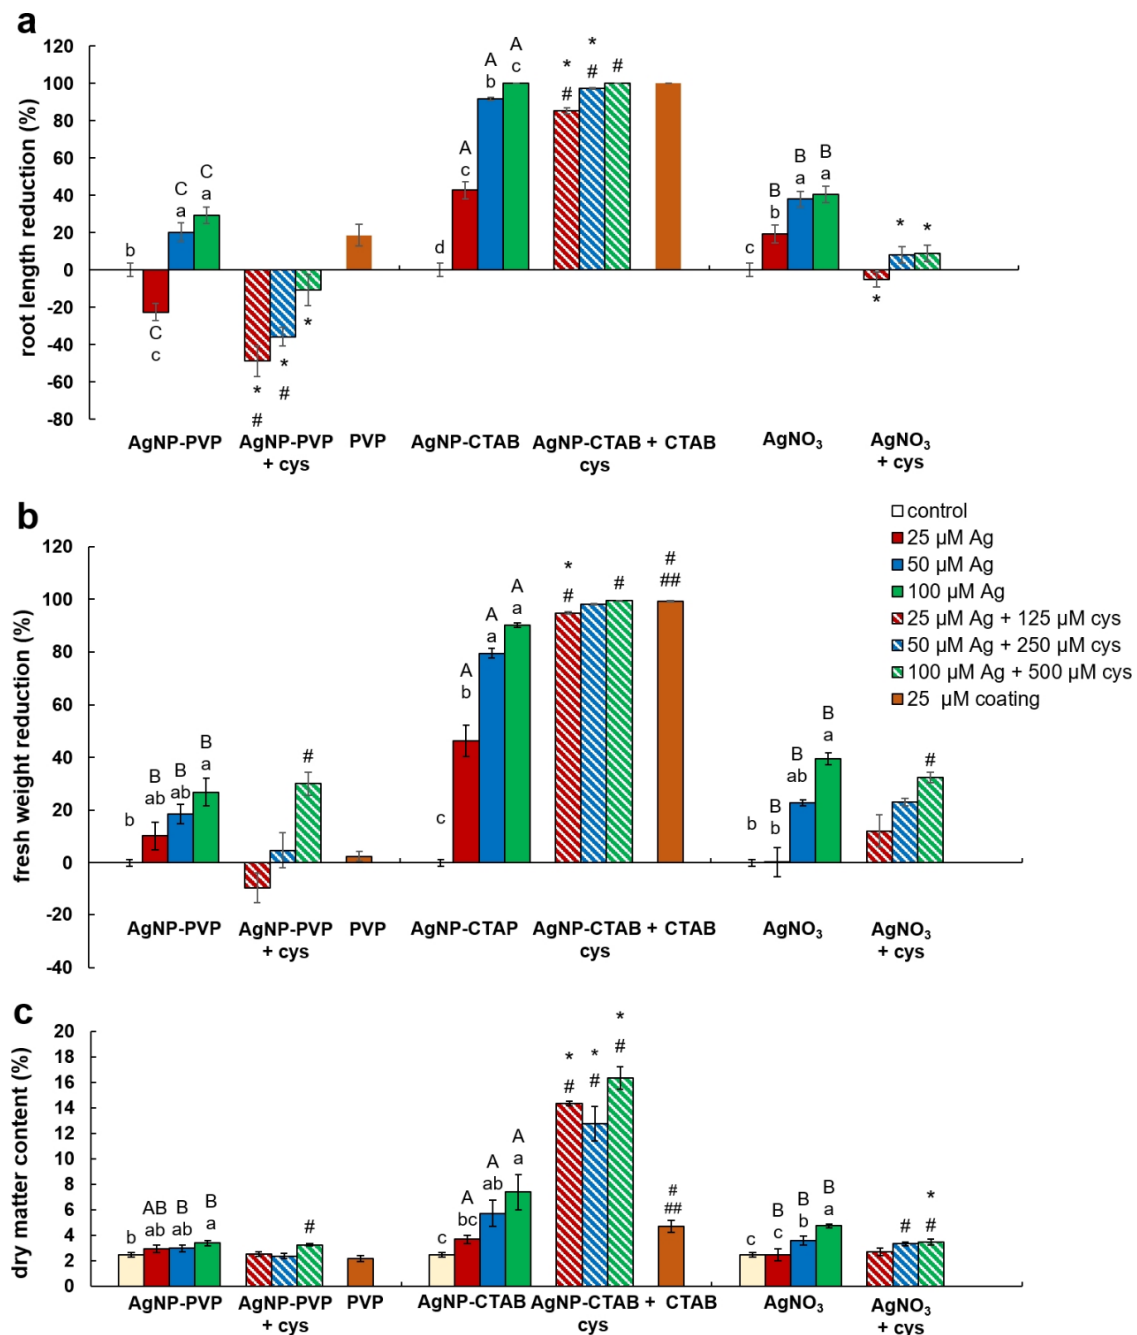 a
root length reduction (%)
120
100
80
60
40
20
0
-20
-40
-60
-80
b
C
c
C
a
C
a
*
#
*
#
*
d
A
c
A
b
A
c
*
#
*
#
#
c
B
b
B
a
B
a
*
*
*
AgNP-PVP
AgNP-PVP
+ cys
PVP
AgNP-CTAB
AgNP-CTAB + CTAB
cys
AgNO₃
AgNO₃
+ cys
b
fresh weight reduction (%)
120
100
80
60
40
20
0
-20
-40
control
25 µM Ag
50 µM Ag
100 µM Ag
25 µM Ag + 125 µM cys
50 µM Ag + 250 µM cys
100 µM Ag + 500 µM cys
25 µM coating
b
B
ab
B
ab
B
a
#
c
A
b
A
a
A
a
*
#
#
#
##
b
B
b
B
ab
B
a
#
AgNP-PVP
AgNP-PVP
+ cys
PVP
AgNP-CTAP
AgNP-CTAB + CTAB
cys
AgNO₃
AgNO₃
+ cys
c
dry matter content (%)
20
18
16
14
12
10
8
6
4
2
0
b
AB
ab
B
ab
B
a
#
c
A
bc
A
ab
A
a
*
#
*
#
*
#
#
##
c
B
c
B
b
B
a
#
*
#
AgNP-PVP
AgNP-PVP
+ cys
PVP
AgNP-CTAB
AgNP-CTAB + CTAB
cys
AgNO₃
AgNO₃
+ cys